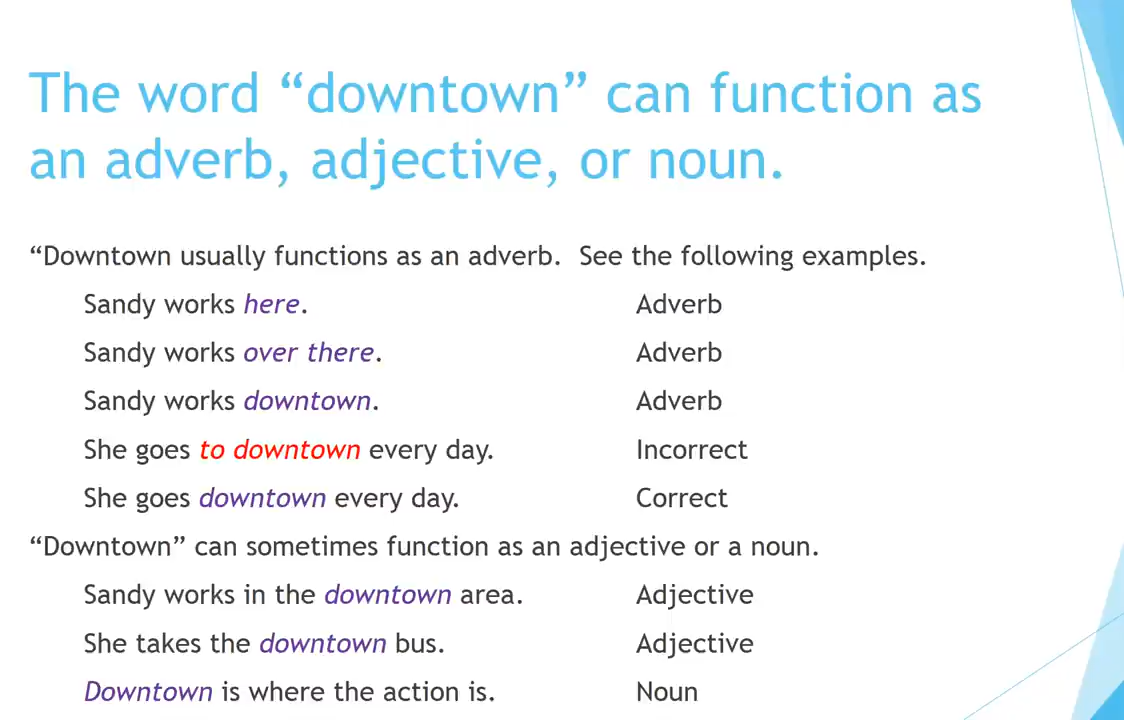 The word “downtown” can function as
an adverb, adjective, or noun.
“Downtown usually functions as an adverb.  See the following examples.
Sandy works here. Adverb
Sandy works over there. Adverb
Sandy works downtown. Adverb
She goes to downtown every day. Incorrect
She goes downtown every day. Correct
“Downtown” can sometimes function as an adjective or a noun.
Sandy works in the downtown area. Adjective
She takes the downtown bus. Adjective
Downtown is where the action is. Noun